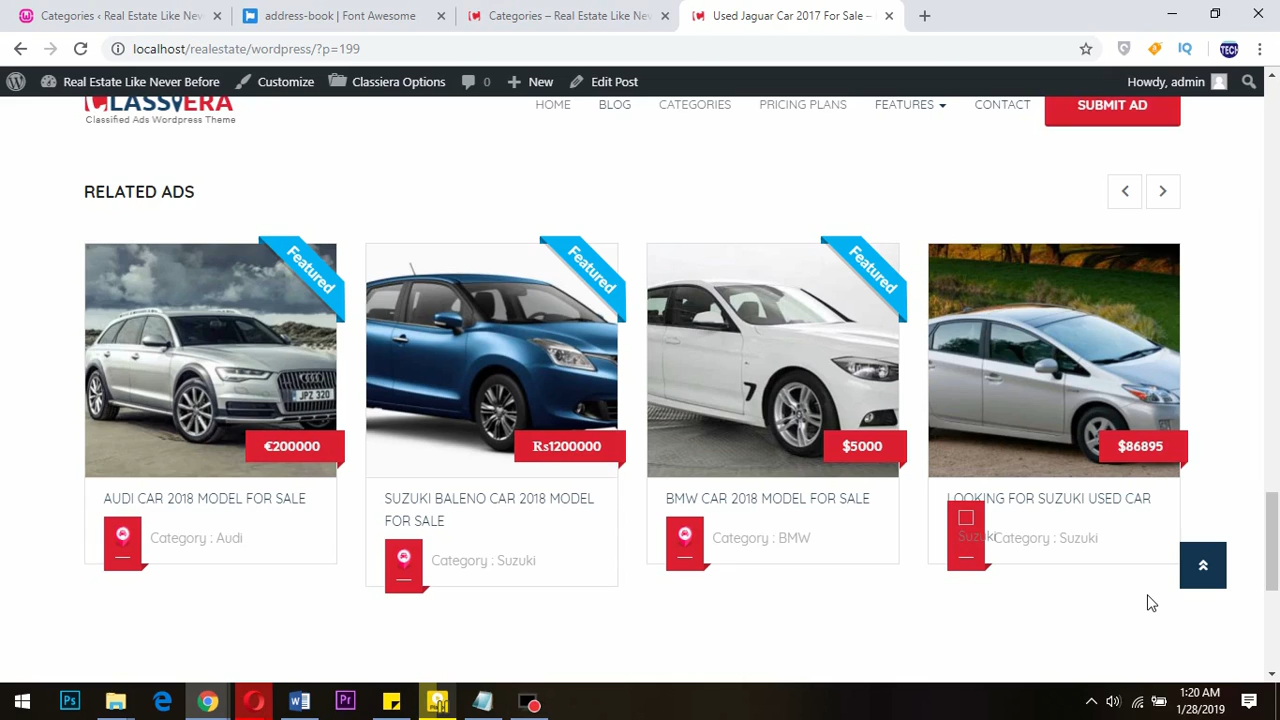 Categories ‹ Real Estate Like Nev
address-book | Font Awesome
Categories – Real Estate Like Nev
Used Jaguar Car 2017 For Sale –
localhost/realestate/wordpress/?p=199
Real Estate Like Never Before
Customize
Classiera Options
0
New
Edit Post
Howdy, admin
CLASSIERA
Classified Ads Wordpress Theme
HOME
BLOG
CATEGORIES
PRICING PLANS
FEATURES
CONTACT
SUBMIT AD
RELATED ADS
Featured
Featured
Featured
JPZ 320
€200000
Rs1200000
$5000
$86895
AUDI CAR 2018 MODEL FOR SALE
Category : Audi
SUZUKI BALENO CAR 2018 MODEL
FOR SALE
Category : Suzuki
BMW CAR 2018 MODEL FOR SALE
Category : BMW
LOOKING FOR SUZUKI USED CAR
Suzuki
Category : Suzuki
1:20 AM
1/28/2019